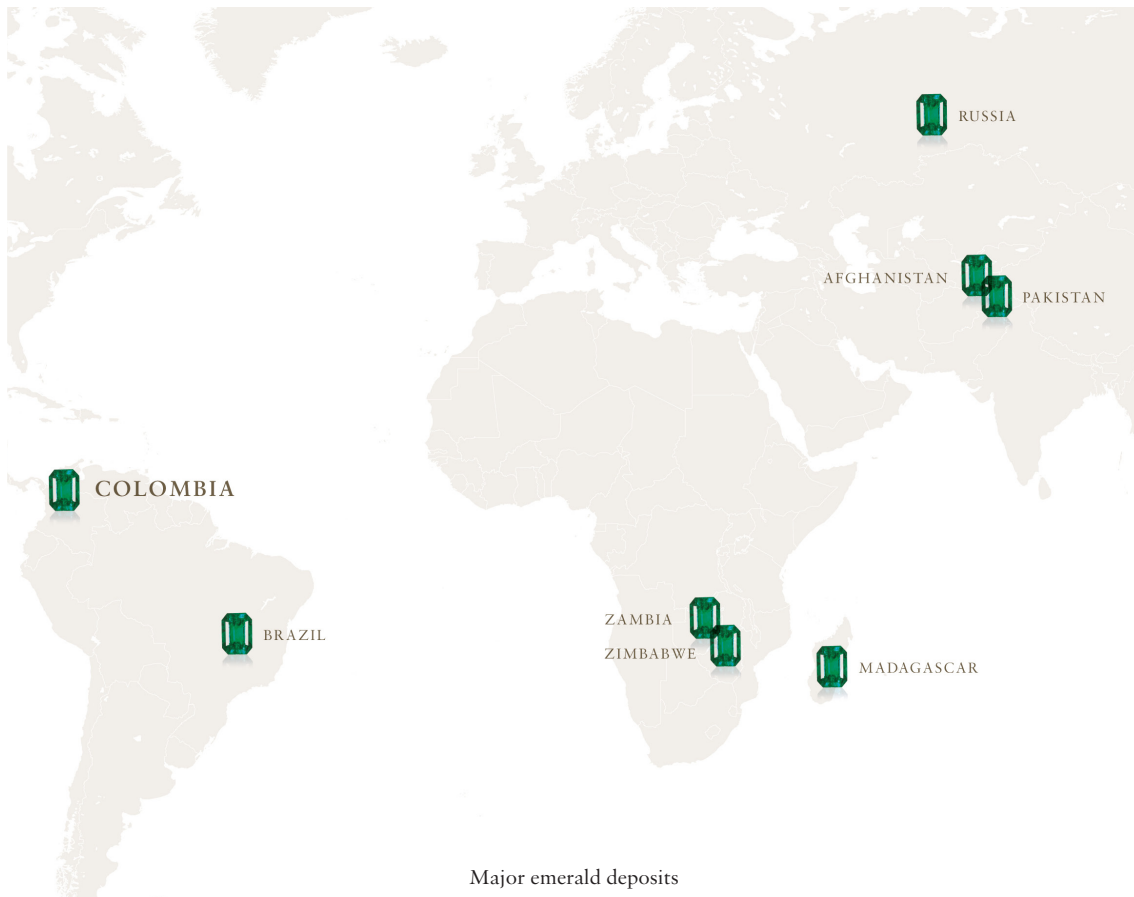 RUSSIA
AFGHANISTAN
PAKISTAN
COLOMBIA
ZAMBIA
BRAZIL
ZIMBABWE
MADAGASCAR
Major emerald deposits